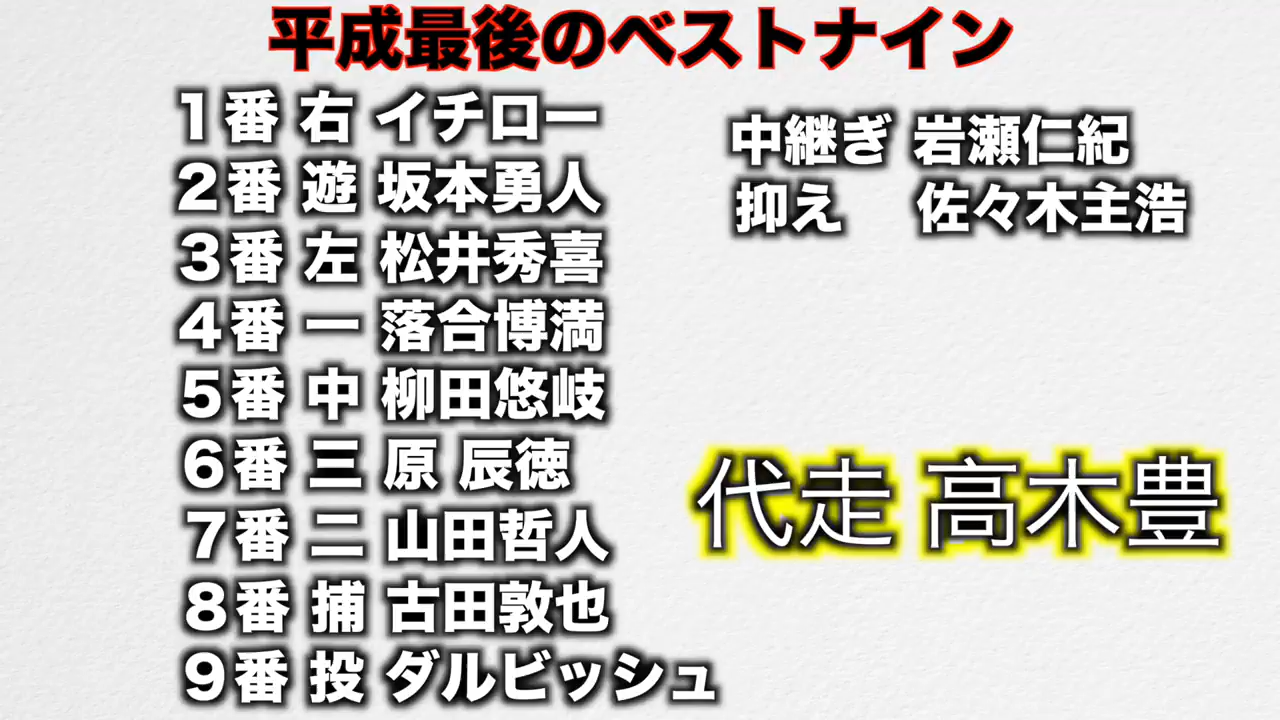 平成最後のベストナイン
1番 右 イチロー
2番 遊 坂本勇人
3番 左 松井秀喜
4番 一 落合博満
5番 中 柳田悠岐
6番 三 原 辰徳
7番 二 山田哲人
8番 捕 古田敦也
9番 投 ダルビッシュ
中継ぎ 岩瀬仁紀
抑え 佐々木主浩
代走 高木豊